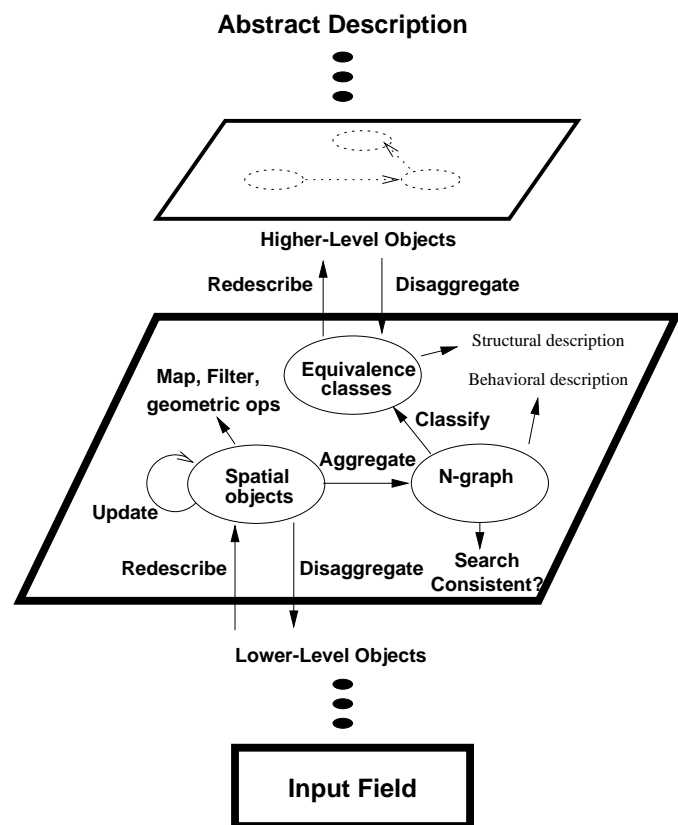 Abstract Description
Higher-Level Objects
Redescribe
Disaggregate
Structural description
Equivalence
classes
Behavioral description
Map, Filter,
geometric ops
Classify
Aggregate
Spatial
objects
N-graph
Update
Search
Consistent?
Redescribe
Disaggregate
Lower-Level Objects
Input Field